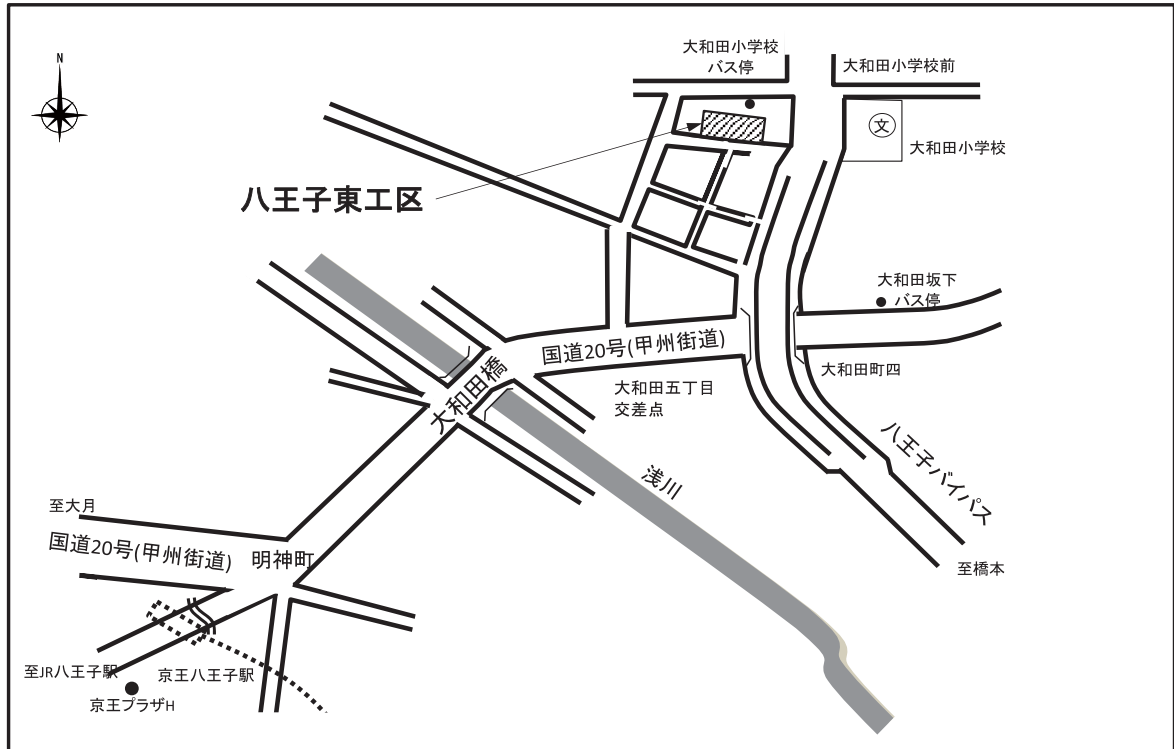 N
大和田小学校
バス停
大和田小学校前
文
大和田小学校
八王子東工区
大和田坂下
バス停
国道20号(甲州街道)
大和田橋
大和田五丁目
交差点
大和田町四
八王子バイパス
浅川
至大月
国道20号(甲州街道)
明神町
至橋本
至JR八王子駅
京王八王子駅
京王プラザH